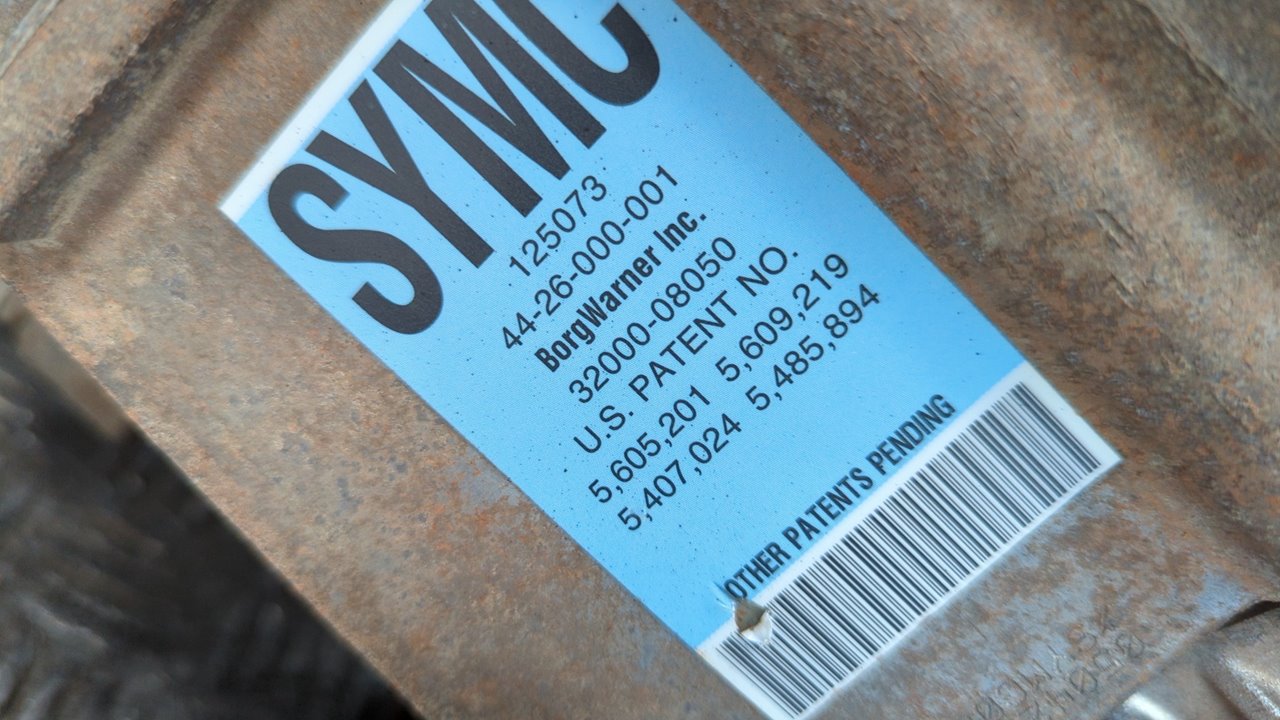 SYMC
125073
44-26-000-001
BorgWarner Inc.
32000-08050
U.S. PATENT NO.
5,605,201 5,609,219
5,407,024 5,485,894
OTHER PATENTS PENDING